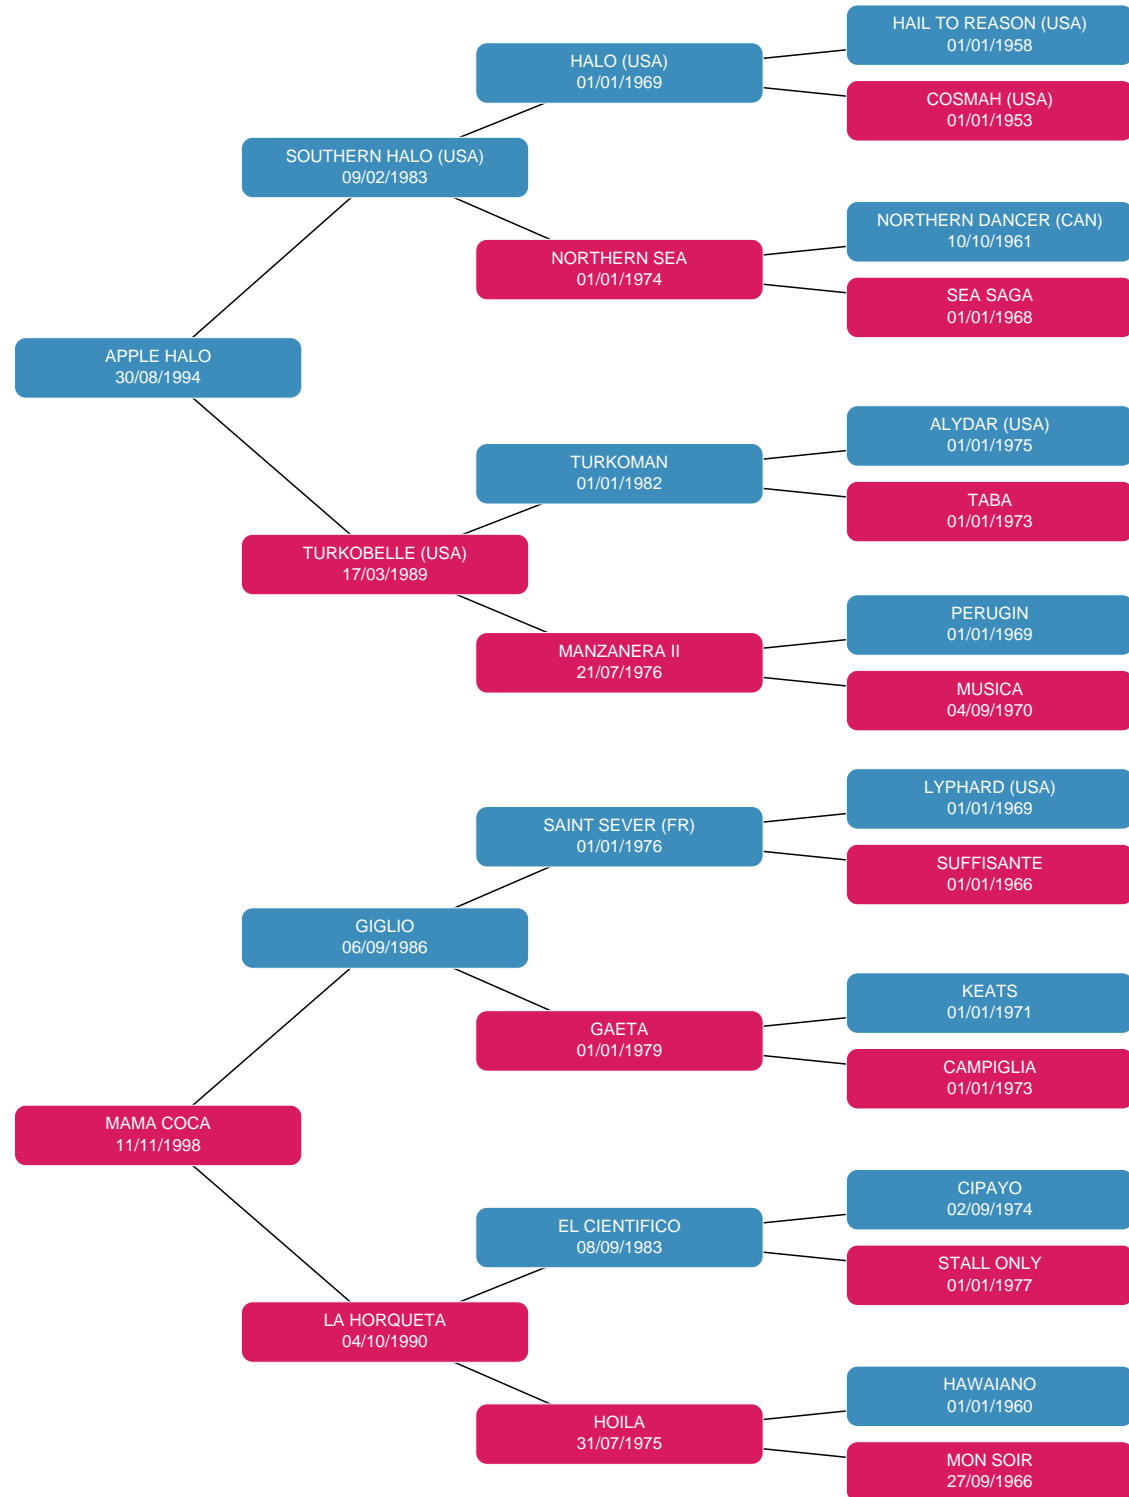 HAIL TO REASON (USA)
01/01/1958
HALO (USA)
01/01/1969
COSMAH (USA)
01/01/1953
SOUTHERN HALO (USA)
09/02/1983
NORTHERN DANCER (CAN)
10/10/1961
NORTHERN SEA
01/01/1974
SEA SAGA
01/01/1968
APPLE HALO
30/08/1994
ALYDAR (USA)
01/01/1975
TURKOMAN
01/01/1982
TABA
01/01/1973
TURKOBELLE (USA)
17/03/1989
PERUGIN
01/01/1969
MANZANERA II
21/07/1976
MUSICA
04/09/1970
LYPHARD (USA)
01/01/1969
SAINT SEVER (FR)
01/01/1976
SUFFISANTE
01/01/1966
GIGLIO
06/09/1986
KEATS
01/01/1971
GAETA
01/01/1979
CAMPIGLIA
01/01/1973
MAMA COCA
11/11/1998
CIPAYO
02/09/1974
EL CIENTIFICO
08/09/1983
STALL ONLY
01/01/1977
LA HORQUETA
04/10/1990
HAWAIANO
01/01/1960
HOILA
31/07/1975
MON SOIR
27/09/1966